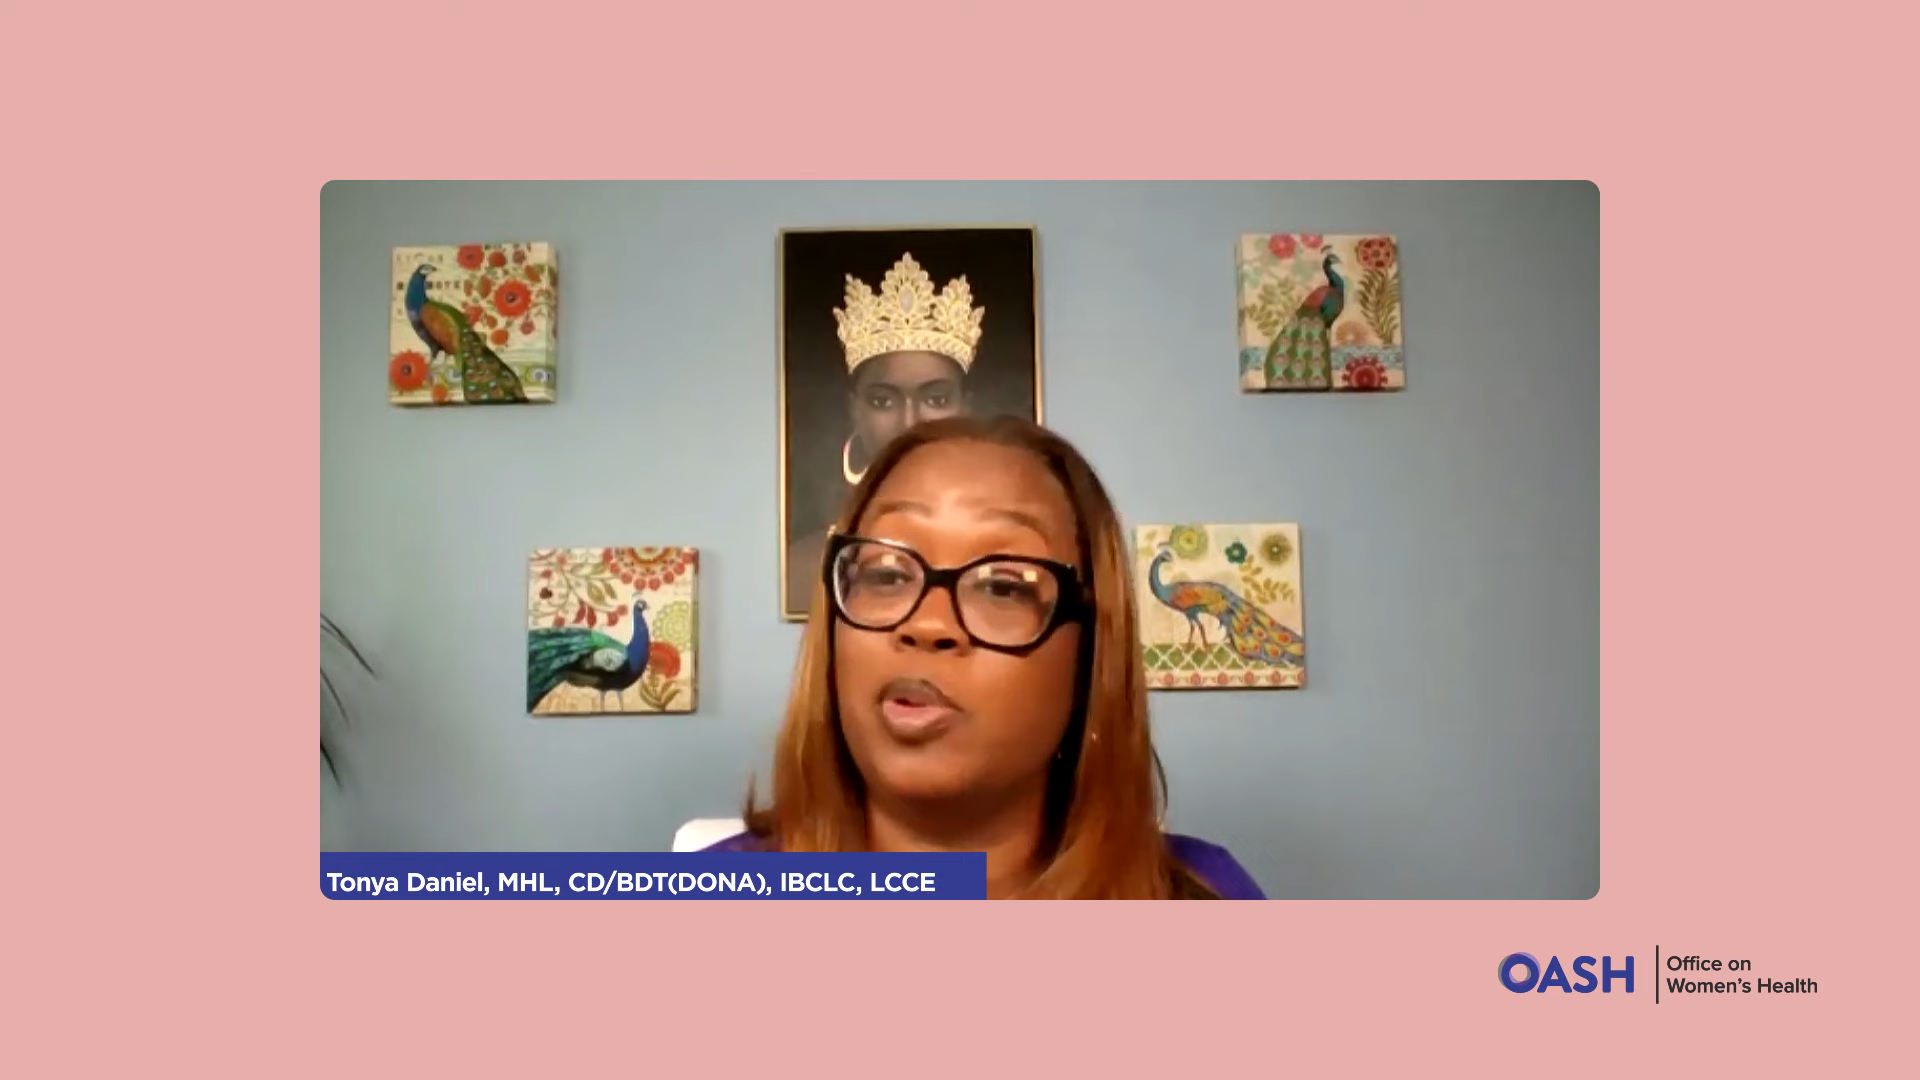 Tonya Daniel, MHL, CD/BDT(DONA), IBCLC, LCCE
OASH
Office on
Women's Health